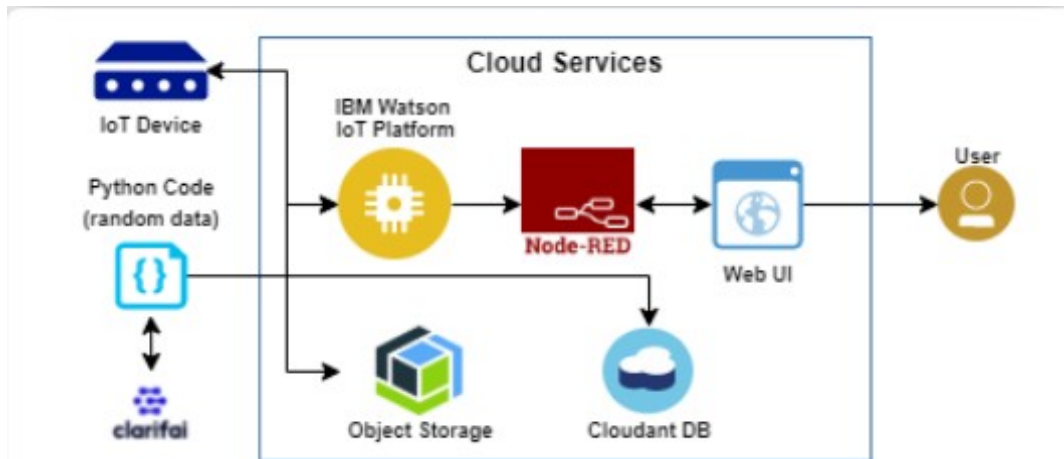 Cloud Services
IoT Device
IBM Watson
IoT Platform
Python Code
(random data)
{}
Node-RED
Web UI
User
clarifai
Object Storage
Cloudant DB